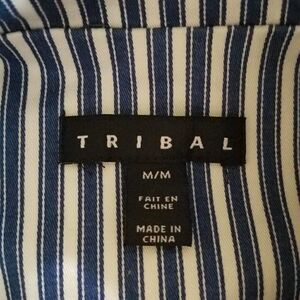 TRIBAL
M/M
FAIT EN
CHINE
MADE IN
CHINA